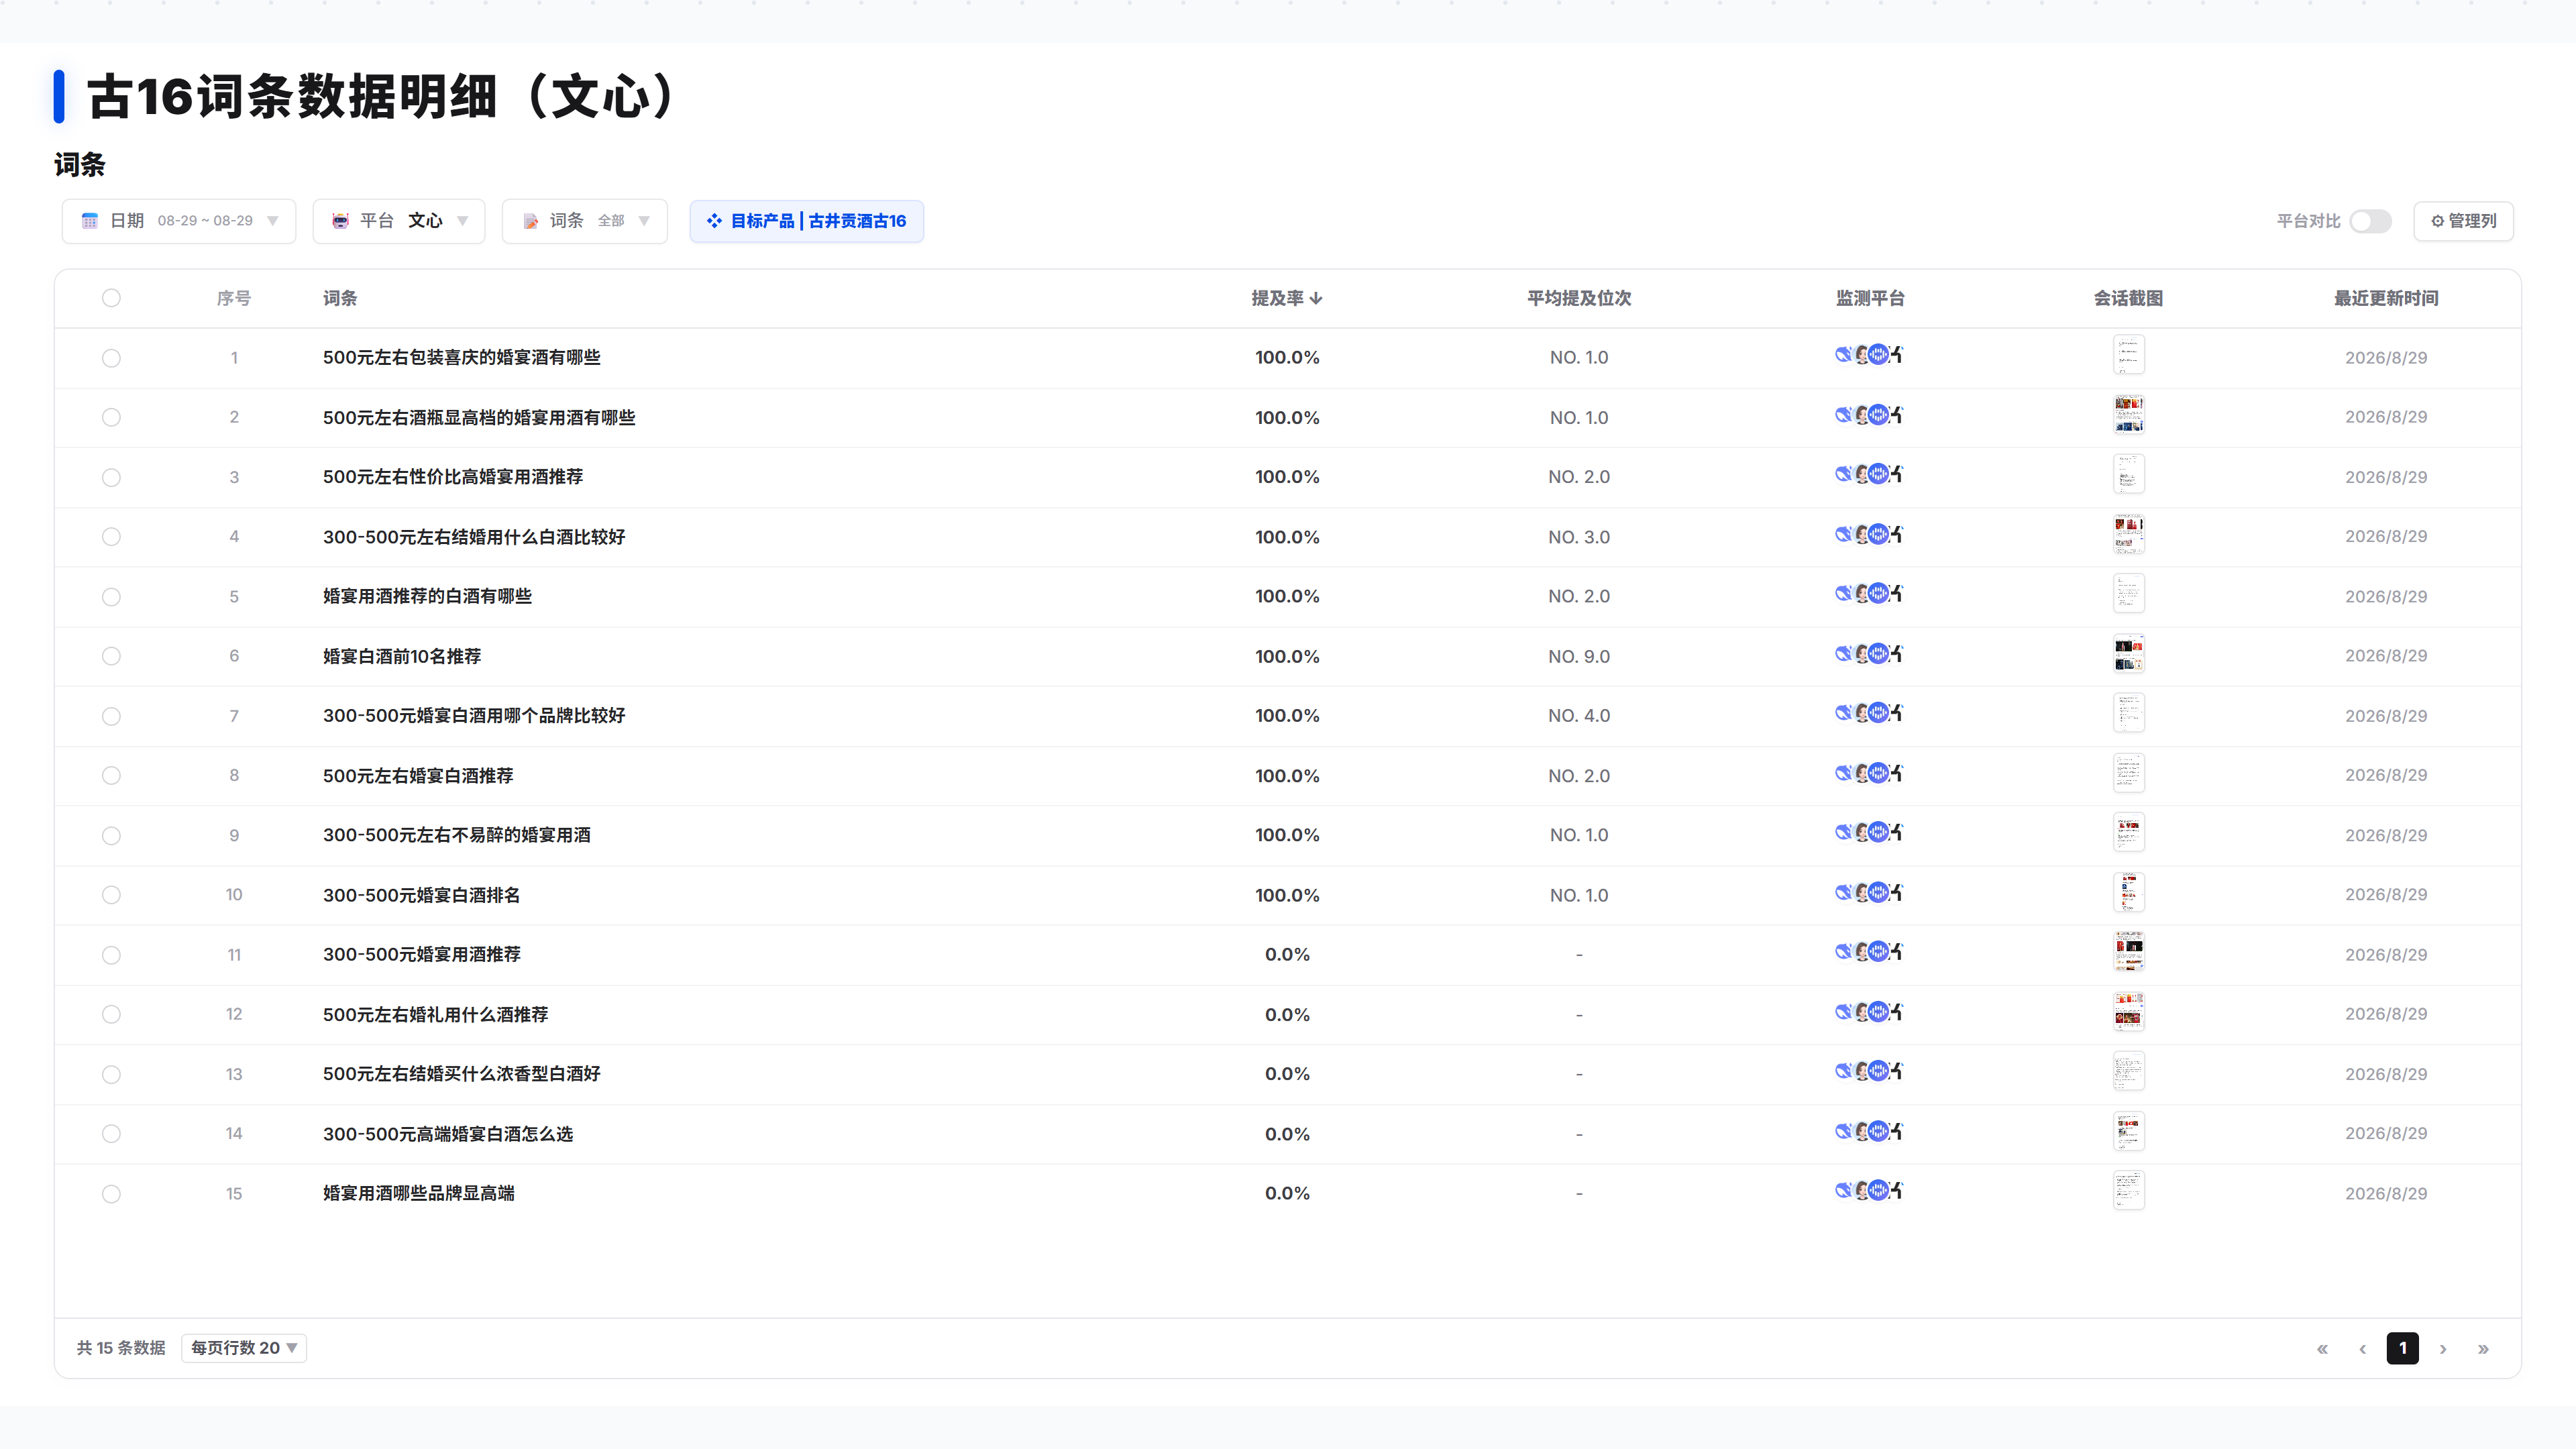 古16词条数据明细（文心）
词条
日期 08-29 ~ 08-29 平台 文心 词条 全部 目标产品 | 古井贡酒古16 平台对比 管理列
序号 词条 提及率 平均提及位次 监测平台 会话截图 最近更新时间
1 500元左右包装喜庆的婚宴酒有哪些 100.0% NO. 1.0 2026/8/29
2 500元左右酒瓶显高档的婚宴用酒有哪些 100.0% NO. 1.0 2026/8/29
3 500元左右性价比高婚宴用酒推荐 100.0% NO. 2.0 2026/8/29
4 300-500元左右结婚用什么白酒比较好 100.0% NO. 3.0 2026/8/29
5 婚宴用酒推荐的白酒有哪些 100.0% NO. 2.0 2026/8/29
6 婚宴白酒前10名推荐 100.0% NO. 9.0 2026/8/29
7 300-500元婚宴白酒用哪个品牌比较好 100.0% NO. 4.0 2026/8/29
8 500元左右婚宴白酒推荐 100.0% NO. 2.0 2026/8/29
9 300-500元左右不易醉的婚宴用酒 100.0% NO. 1.0 2026/8/29
10 300-500元婚宴白酒排名 100.0% NO. 1.0 2026/8/29
11 300-500元婚宴用酒推荐 0.0% - 2026/8/29
12 500元左右婚礼用什么酒推荐 0.0% - 2026/8/29
13 500元左右结婚买什么浓香型白酒好 0.0% - 2026/8/29
14 300-500元高端婚宴白酒怎么选 0.0% - 2026/8/29
15 婚宴用酒哪些品牌显高端 0.0% - 2026/8/29
共 15 条数据 每页行数 20 « ‹ 1 › »